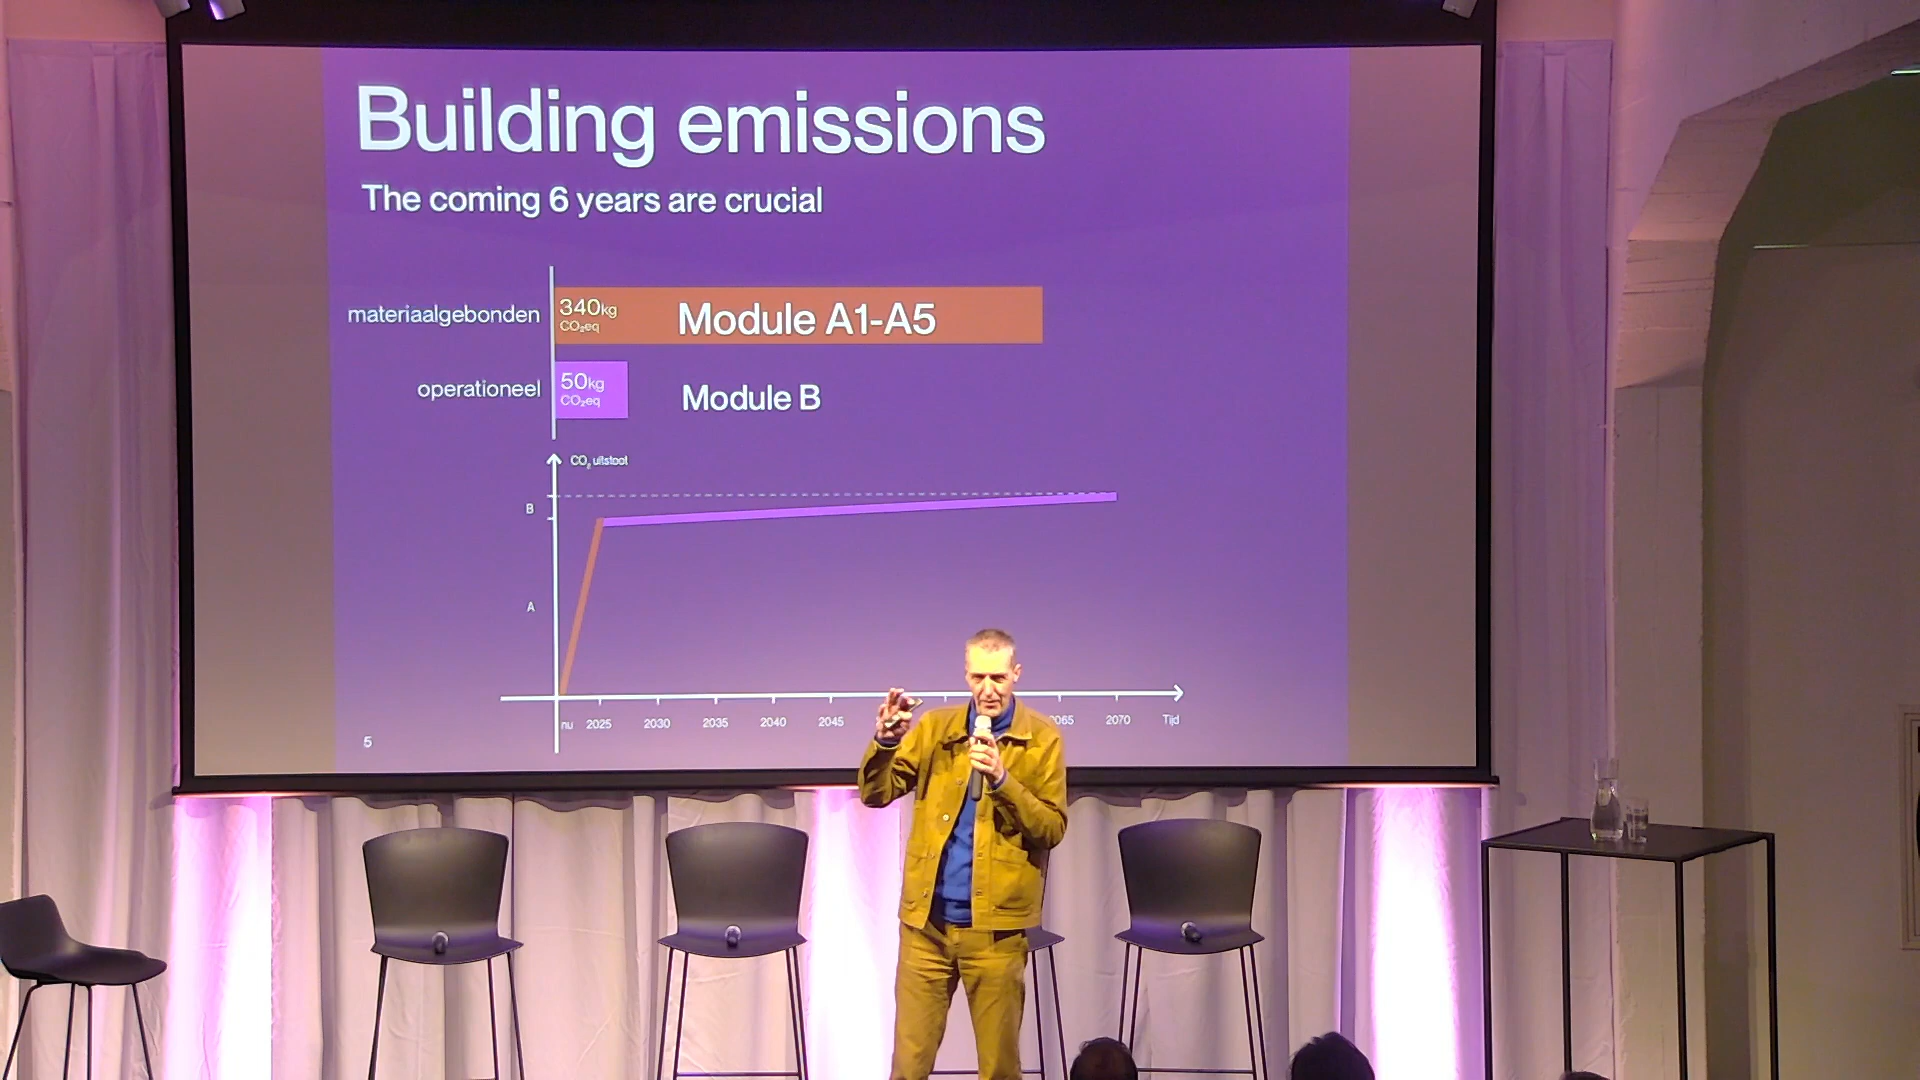 Building emissions
The coming 6 years are crucial
materiaalgebonden
340kg
CO₂eq
Module A1-A5
operationeel
50kg
CO₂eq
Module B
CO₂ uitstoot
B
A
nu 2025 2030 2035 2040 2045 2070 Tijd
5